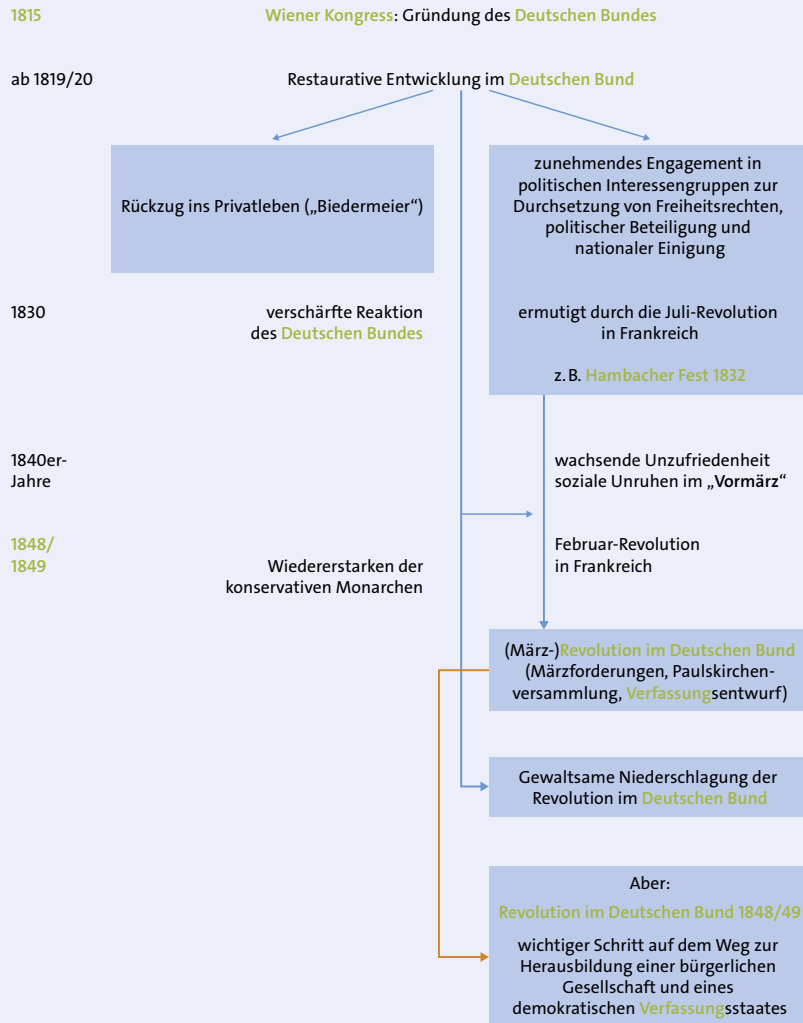 1815
Wiener Kongress: Gründung des Deutschen Bundes
ab 1819/20
Restaurative Entwicklung im Deutschen Bund
Rückzug ins Privatleben („Biedermeier“)
zunehmendes Engagement in
politischen Interessengruppen zur
Durchsetzung von Freiheitsrechten,
politischer Beteiligung und
nationaler Einigung
1830
verschärfte Reaktion
des Deutschen Bundes
ermutigt durch die Juli-Revolution
in Frankreich
z. B. Hambacher Fest 1832
1840er-
Jahre
wachsende Unzufriedenheit
soziale Unruhen im „Vormärz“
1848/
1849
Wiedererstarken der
konservativen Monarchen
Februar-Revolution
in Frankreich
(März-)Revolution im Deutschen Bund
(Märzforderungen, Paulskirchen-
versammlung, Verfassungsentwurf)
Gewaltsame Niederschlagung der
Revolution im Deutschen Bund
Aber:
Revolution im Deutschen Bund 1848/49
wichtiger Schritt auf dem Weg zur
Herausbildung einer bürgerlichen
Gesellschaft und eines
demokratischen Verfassungsstaates